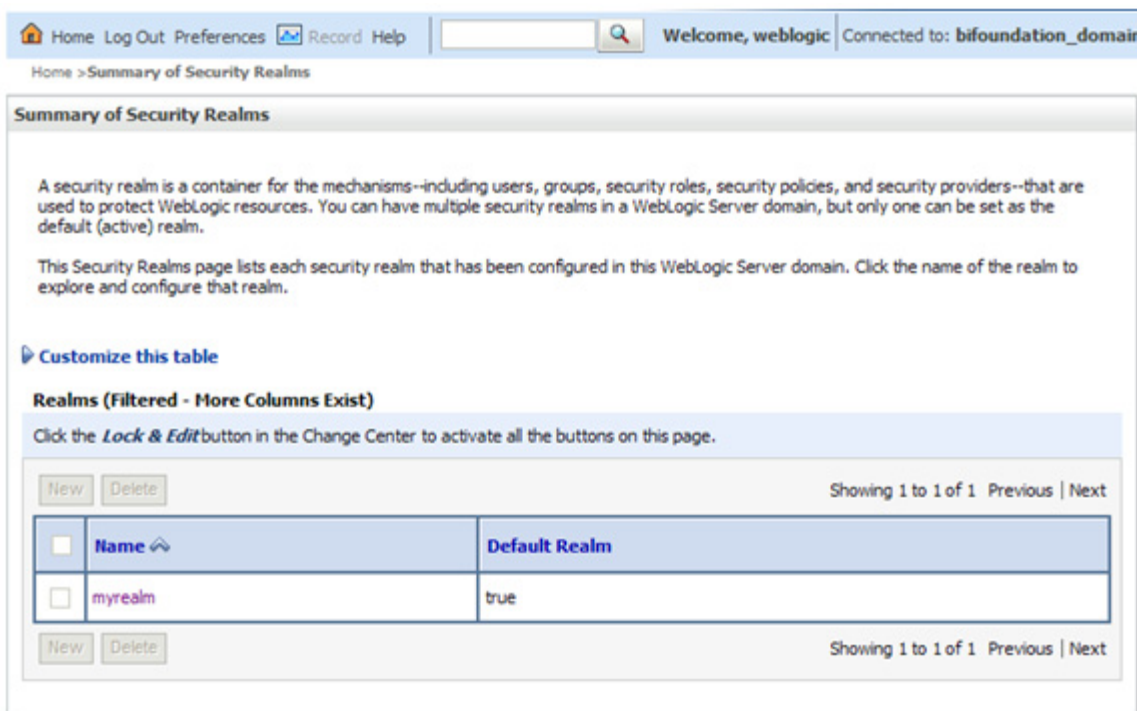 Home Log Out Preferences Record Help Welcome, weblogic Connected to: bifoundation_domain
Home >Summary of Security Realms
Summary of Security Realms
A security realm is a container for the mechanisms--including users, groups, security roles, security policies, and security providers--that are
used to protect WebLogic resources. You can have multiple security realms in a WebLogic Server domain, but only one can be set as the
default (active) realm.
This Security Realms page lists each security realm that has been configured in this WebLogic Server domain. Click the name of the realm to
explore and configure that realm.
Customize this table
Realms (Filtered - More Columns Exist)
Click the Lock & Edit button in the Change Center to activate all the buttons on this page.
New Delete Showing 1 to 1 of 1 Previous | Next
Name Default Realm
myrealm true
New Delete Showing 1 to 1 of 1 Previous | Next